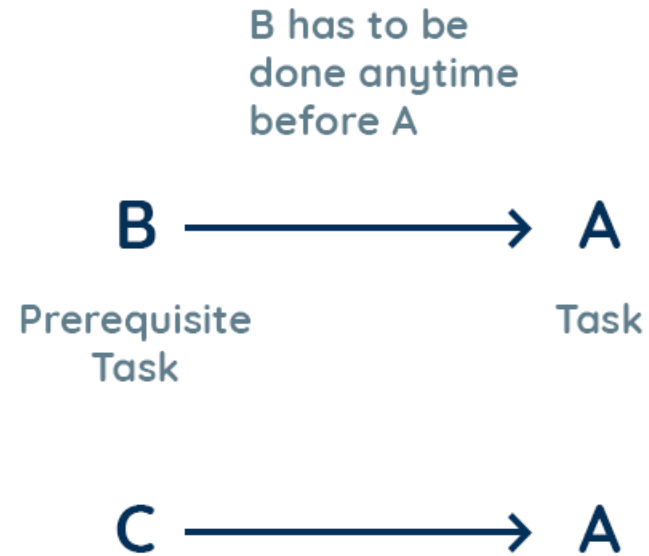 B has to be
done anytime
before A
B A
Prerequisite Task
Task
C A